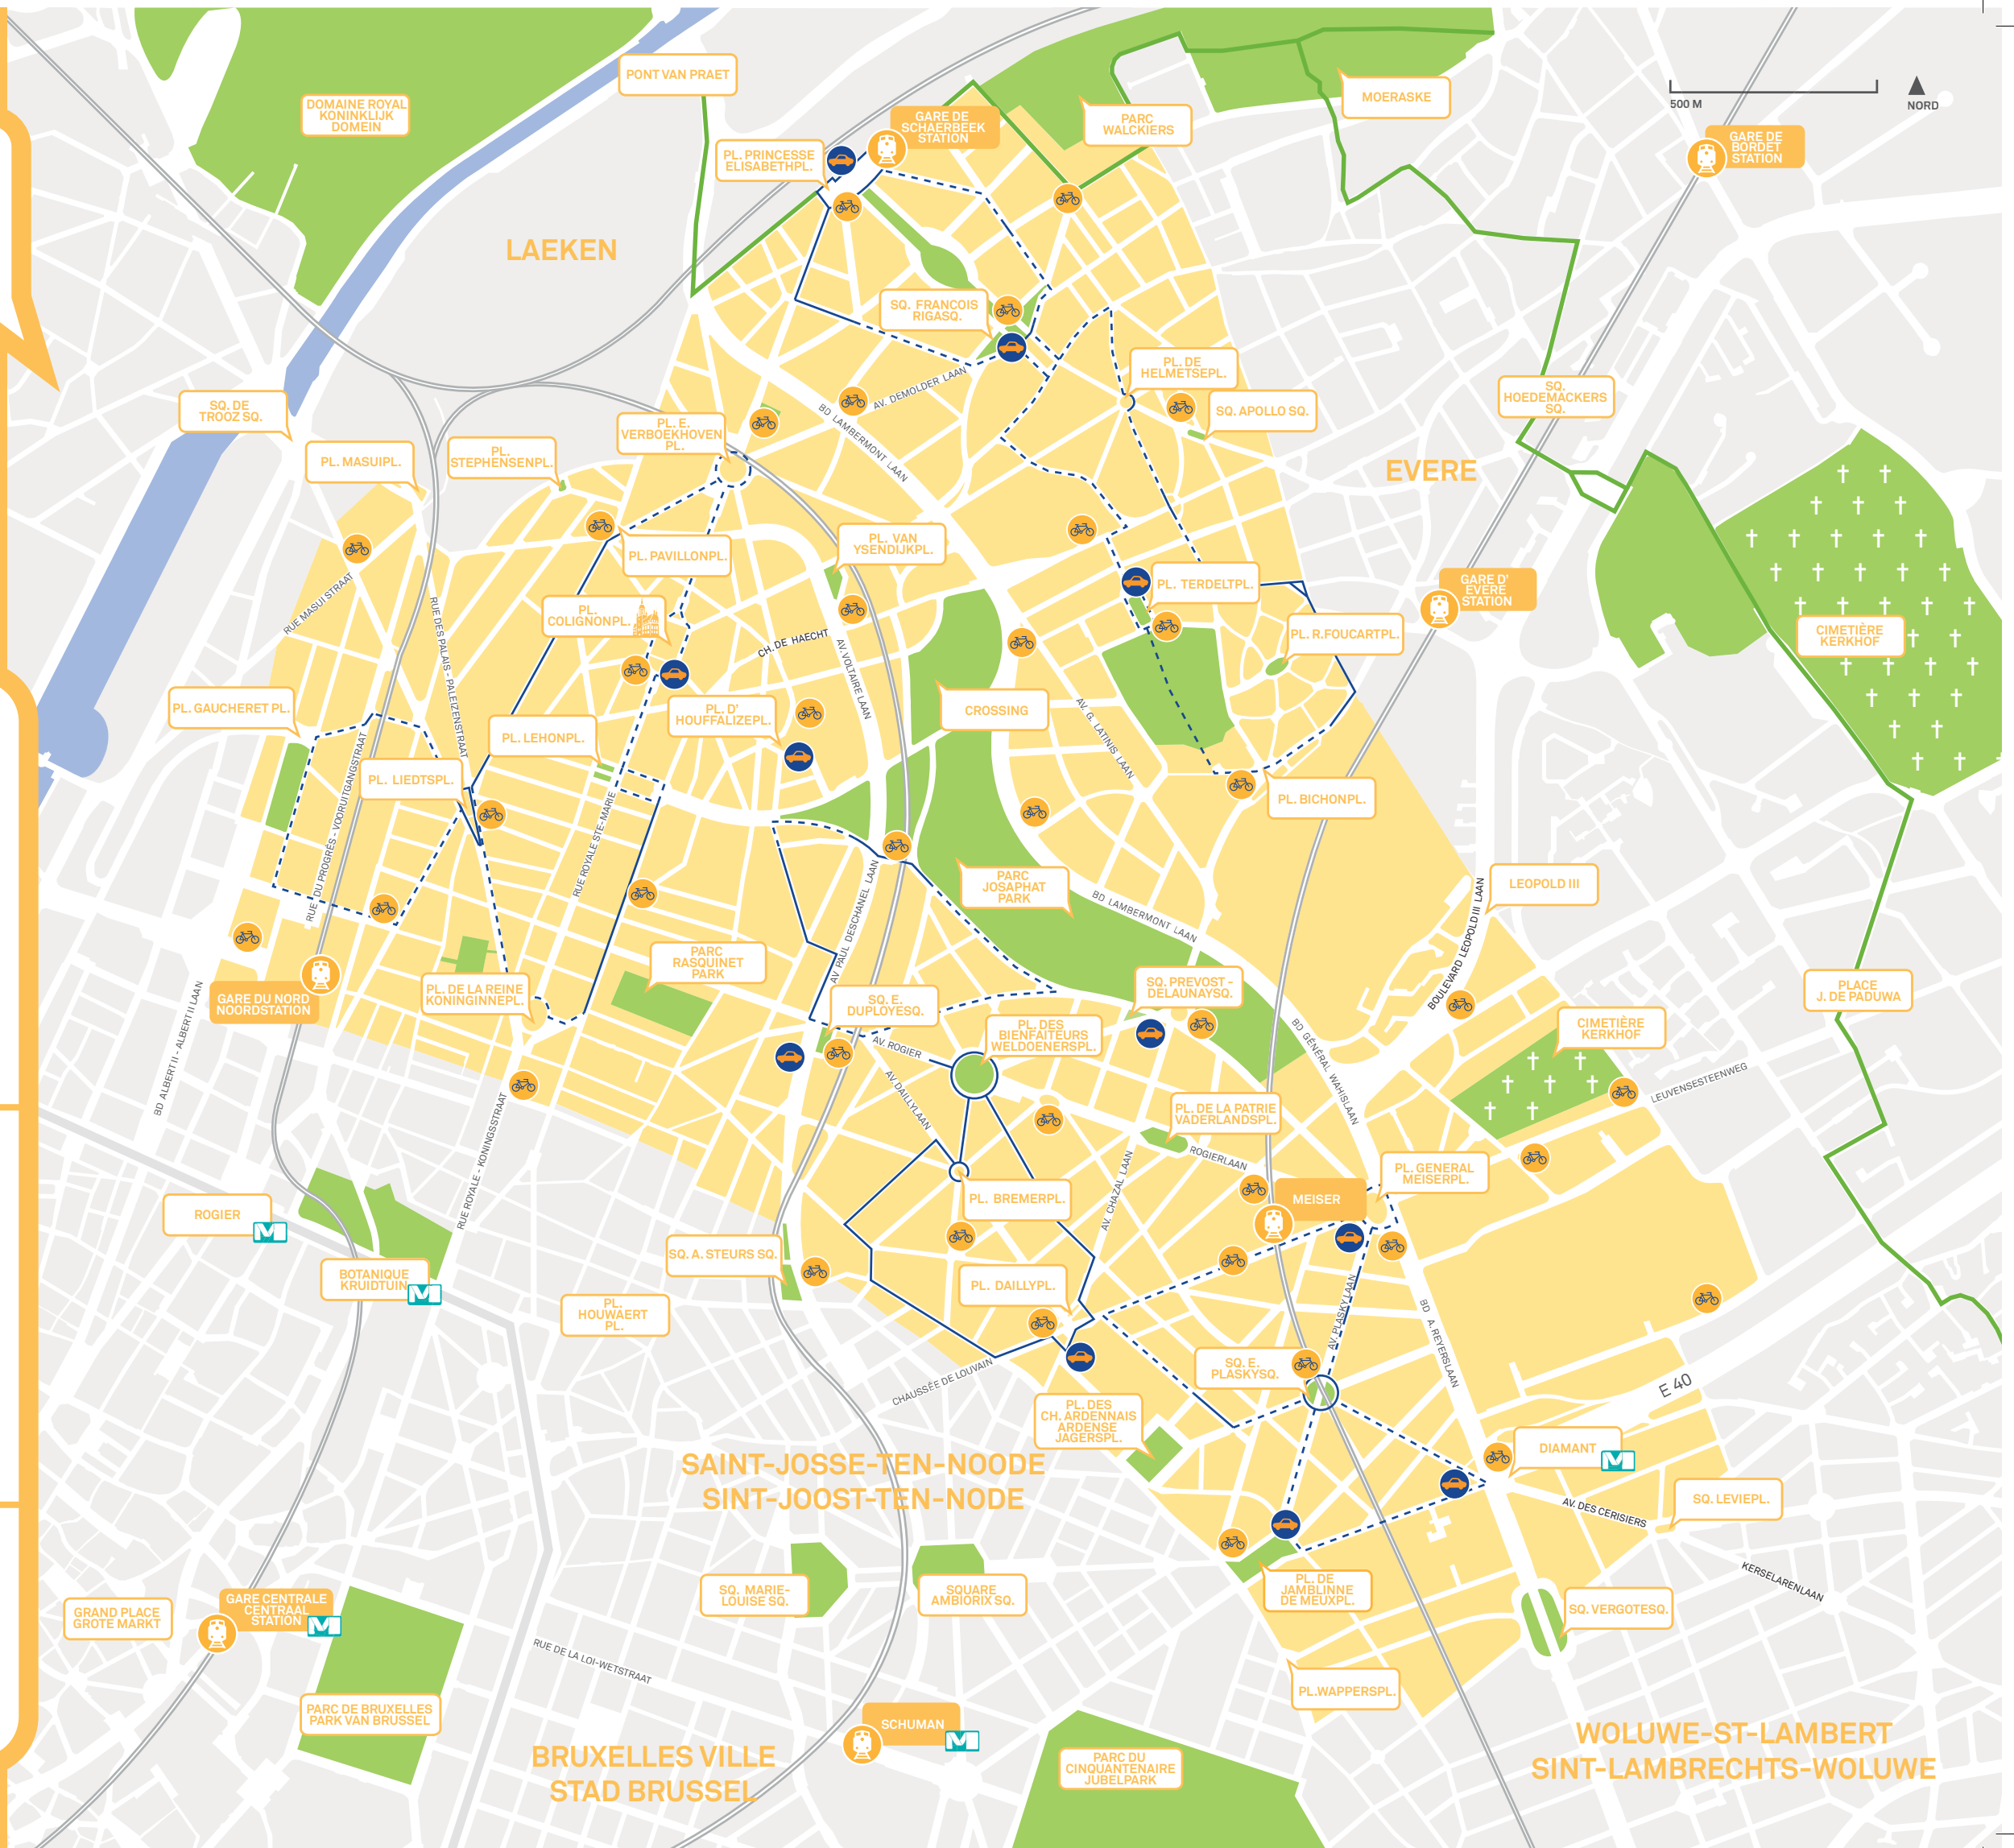 PONT VAN PRAET
DOMAINE ROYAL
KONINKLIJK
DOMEIN
GARE DE
SCHAERBEEK
STATION
PARC
WALCKIERS
MOERASKE
500 M
NORD
GARE DE
BORDET
STATION
PL. PRINCESSE
ELISABETHPL.
LAEKEN
SQ. FRANCOIS
RIGASQ.
PL. DE
HELMETSEPL.
SQ. APOLLO SQ.
SQ.
HOEDEMACKERS
SQ.
AV. DEMOLDER LAAN
BD LAMBERMONT LAAN
SQ. DE
TROOZ SQ.
PL. E.
VERBOEKHOVEN
PL.
PL. MASUIPL.
PL.
STEPHENSENPL.
EVERE
PL. PAVILLONPL.
PL. VAN
YSENDIJKPL.
PL. TERDELTPL.
GARE D'
EVERE
STATION
RUE MASUI STRAAT
RUE DES PALAIS - PALEIZENSTRAAT
PL.
COLIGNONPL.
CH. DE HAECHT
AV. VOLTAIRE LAAN
PL. R.FOUCARTPL.
CIMETIÈRE
KERKHOF
PL. GAUCHERET PL.
PL. LEHONPL.
PL. D'
HOUFFALIZEPL.
CROSSING
AV. G. LATINIS LAAN
PL. LIEDTSPL.
RUE DU PROGRÈS - VOORUITGANGSTRAAT
RUE ROYALE STE-MARIE
PL. BICHONPL.
PARC
JOSAPHAT
PARK
BD LAMBERMONT LAAN
LEOPOLD III
BOULEVARD LEOPOLD III LAAN
AV PAUL DESCHANEL LAAN
PARC
RASQUINET
PARK
PL. DE LA REINE
KONINGINNEPL.
GARE DU NORD
NOORDSTATION
BD ALBERT II - ALBERT II LAAN
SQ. E.
DUPLOYESQ.
SQ. PREVOST -
DELAUNAYSQ.
PLACE
J. DE PADUWA
PL. DES
BIENFAITEURS
WELDOENERSPL.
CIMETIÈRE
KERKHOF
AV. ROGIER
AV. DAILLYLAAN
BD GÉNÉRAL WAHISLAAN
LEUVENSESTEENWEG
PL. DE LA PATRIE
VADERLANDSPL.
ROGIERLAAN
RUE ROYALE - KONINGSSTRAAT
PL. BREMERPL.
AV. CHAZAL LAAN
MEISER
PL. GENERAL
MEISERPL.
ROGIER
SQ. A. STEURS SQ.
BOTANIQUE
KRUIDTUIN
PL. DAILLYPL.
PL.
HOUWAERT
PL.
AV. PLASKY LAAN
BD A. REYERSLAAN
CHAUSSÉE DE LOUVAIN
SQ. E.
PLASKYSQ.
E 40
PL. DES
CH. ARDENNAIS
ARDENSE
JAGERSPL.
DIAMANT
SAINT-JOSSE-TEN-NOODE
SINT-JOOST-TEN-NODE
AV. DES CERISIERS
SQ. LEVIEPL.
KERSELARENLAAN
PL. DE
JAMBLINNE
DE MEUXPL.
SQ. VERGOTESQ.
SQ. MARIE-
LOUISE SQ.
SQUARE
AMBIORIX SQ.
GRAND PLACE
GROTE MARKT
GARE CENTRALE
CENTRAAL
STATION
RUE DE LA LOI-WETSTRAAT
PL.WAPPERSPL.
PARC DE BRUXELLES
PARK VAN BRUSSEL
SCHUMAN
BRUXELLES VILLE
STAD BRUSSEL
PARC DU
CINQUANTENAIRE
JUBELPARK
WOLUWE-ST-LAMBERT
SINT-LAMBRECHTS-WOLUWE